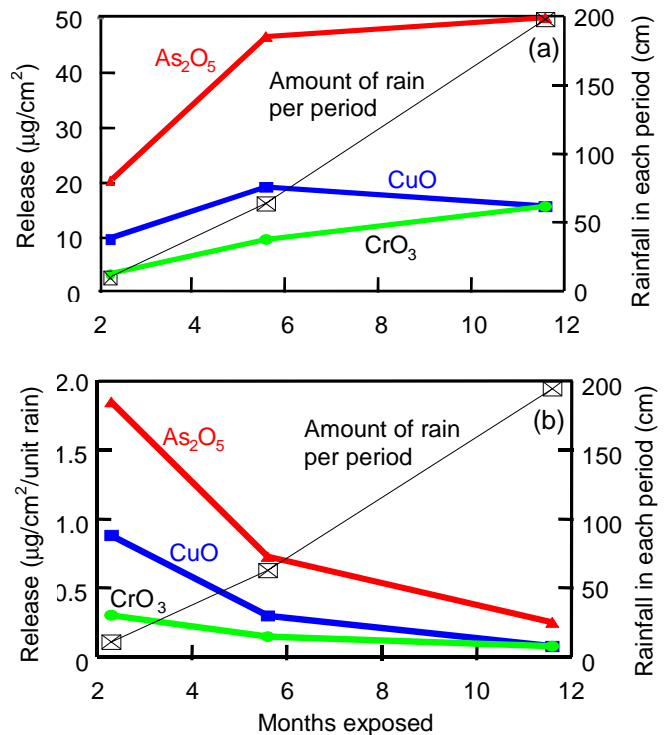 50
40
30
20
10
0
Release (µg/cm²)
As₂O₅
Amount of rain
per period
(a)
CuO
CrO₃
200
150
100
50
0
Rainfall in each period (cm)
2 4 6 8 10 12
2.0
1.5
1.0
0.5
0
Release (µg/cm²/unit rain)
As₂O₅
Amount of rain
per period
(b)
CuO
CrO₃
200
150
100
50
0
Rainfall in each period (cm)
2 4 6 8 10 12
Months exposed